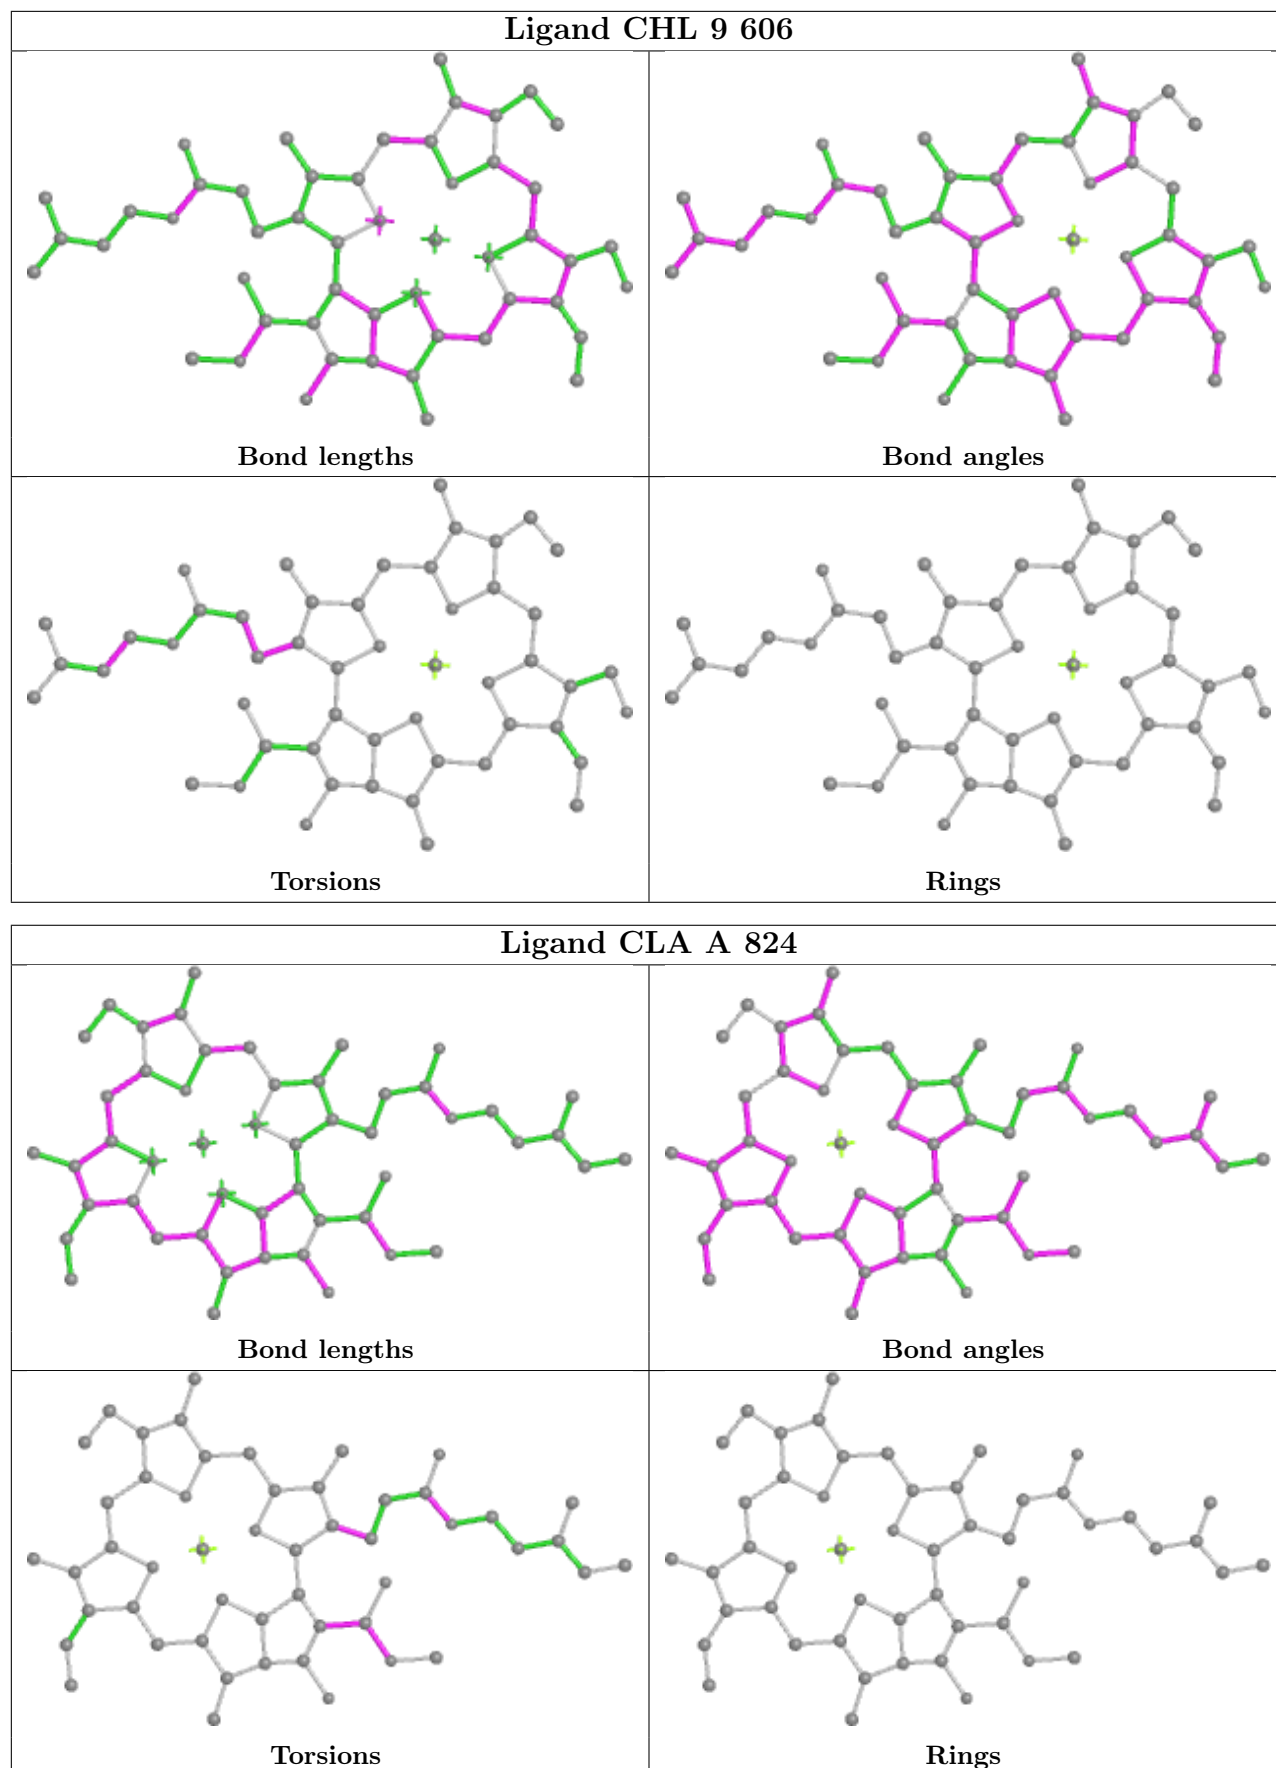 Ligand CHL 9 606
Bond lengths
Bond angles
Torsions
Rings
Ligand CLA A 824
Bond lengths
Bond angles
Torsions
Rings